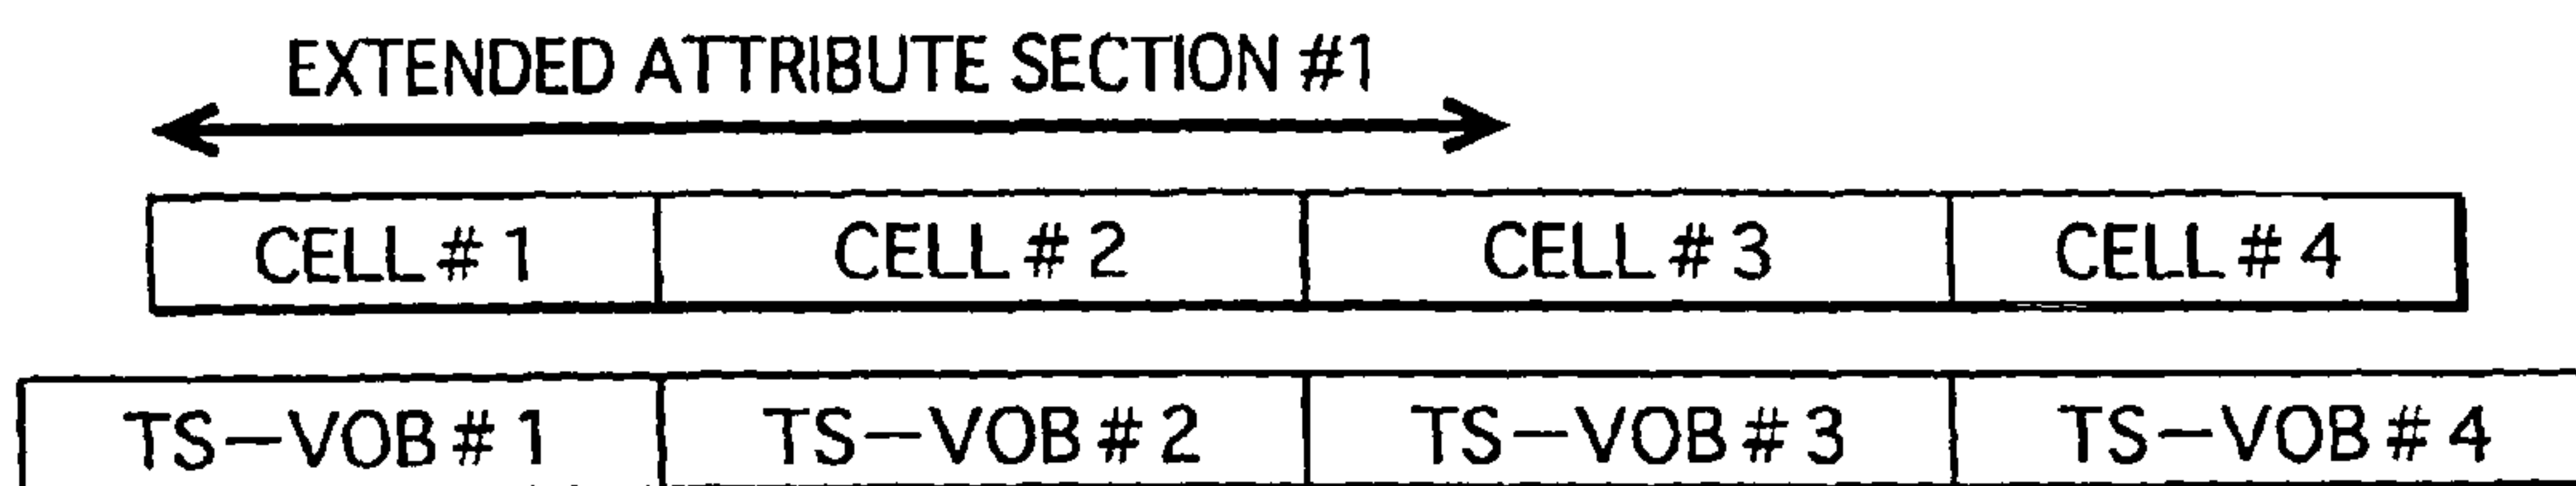 EXTENDED ATTRIBUTE SECTION #1
CELL # 1 CELL # 2 CELL # 3 CELL # 4
TS-VOB # 1 TS-VOB # 2 TS-VOB # 3 TS-VOB # 4